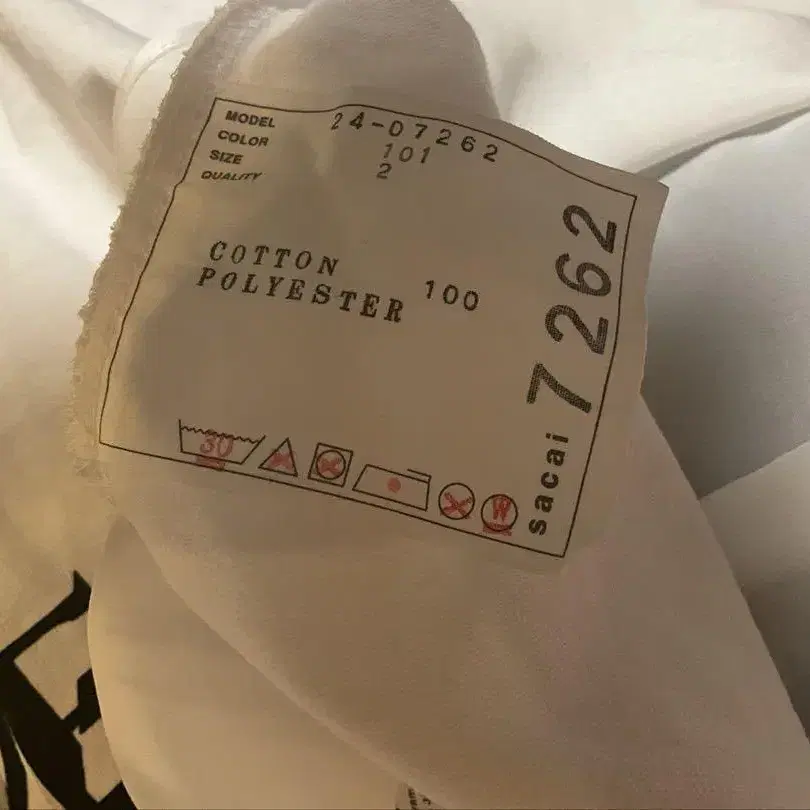 MODEL 24-07262
COLOR 101
SIZE 2
QUALITY
COTTON
POLYESTER 100
30
W
sacai 7262